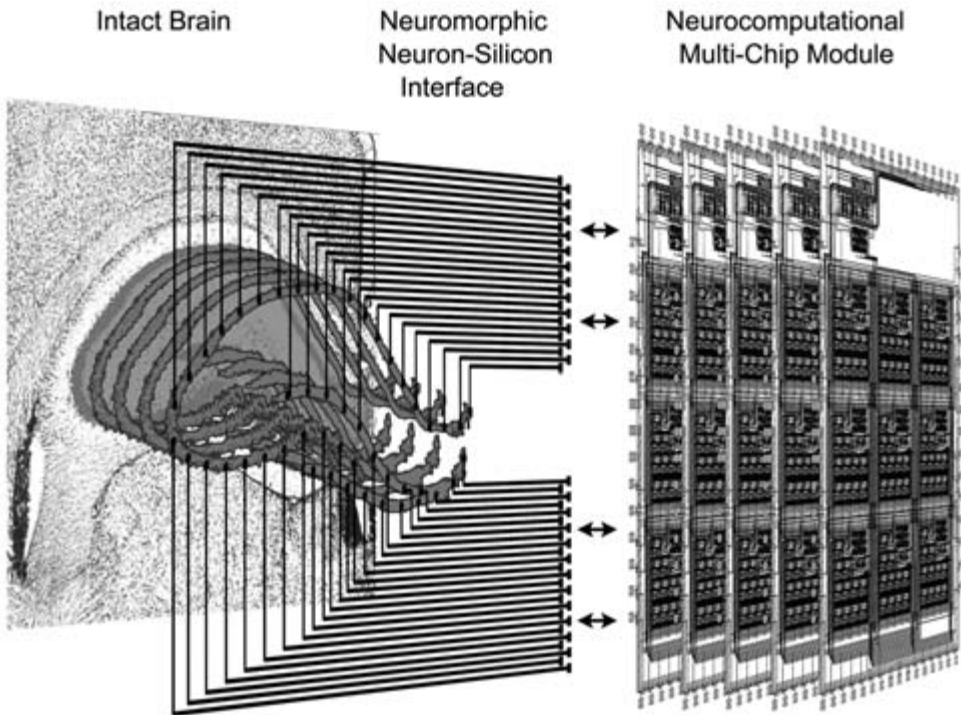 Intact Brain
Neuromorphic
Neuron-Silicon
Interface
Neurocomputational
Multi-Chip Module